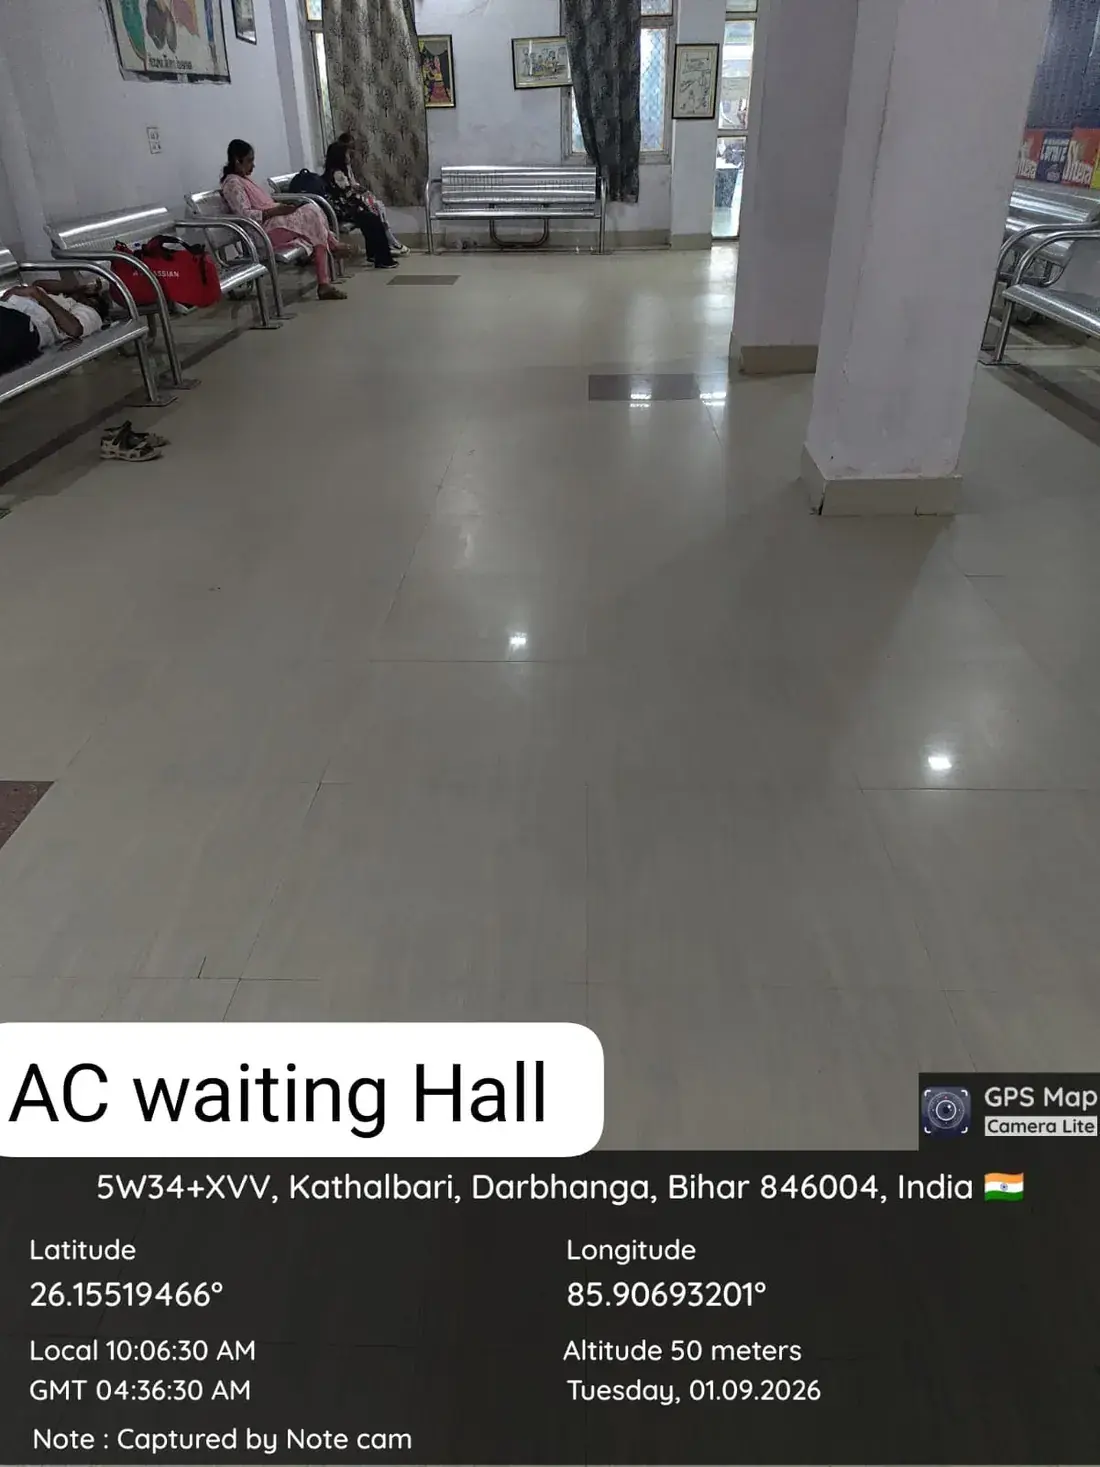 ASSIAN
AC waiting Hall
GPS Map
Camera Lite
5W34+XVV, Kathalbari, Darbhanga, Bihar 846004, India
Latitude
26.15519466°
Longitude
85.90693201°
Local 10:06:30 AM
GMT 04:36:30 AM
Altitude 50 meters
Tuesday, 01.09.2026
Note : Captured by Note cam